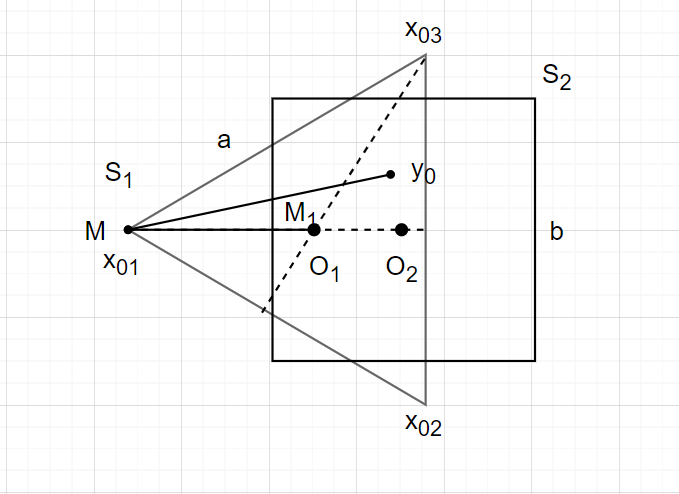 x₀₃
S₂
a
S₁
y₀
M₁
M
b
x₀₁
O₁
O₂
x₀₂